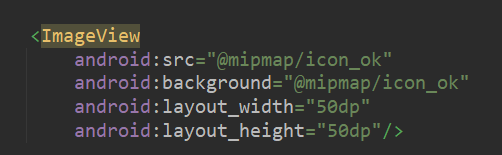 <ImageView
android:src="@mipmap/icon_ok"
android:background="@mipmap/icon_ok"
android:layout_width="50dp"
android:layout_height="50dp"/>